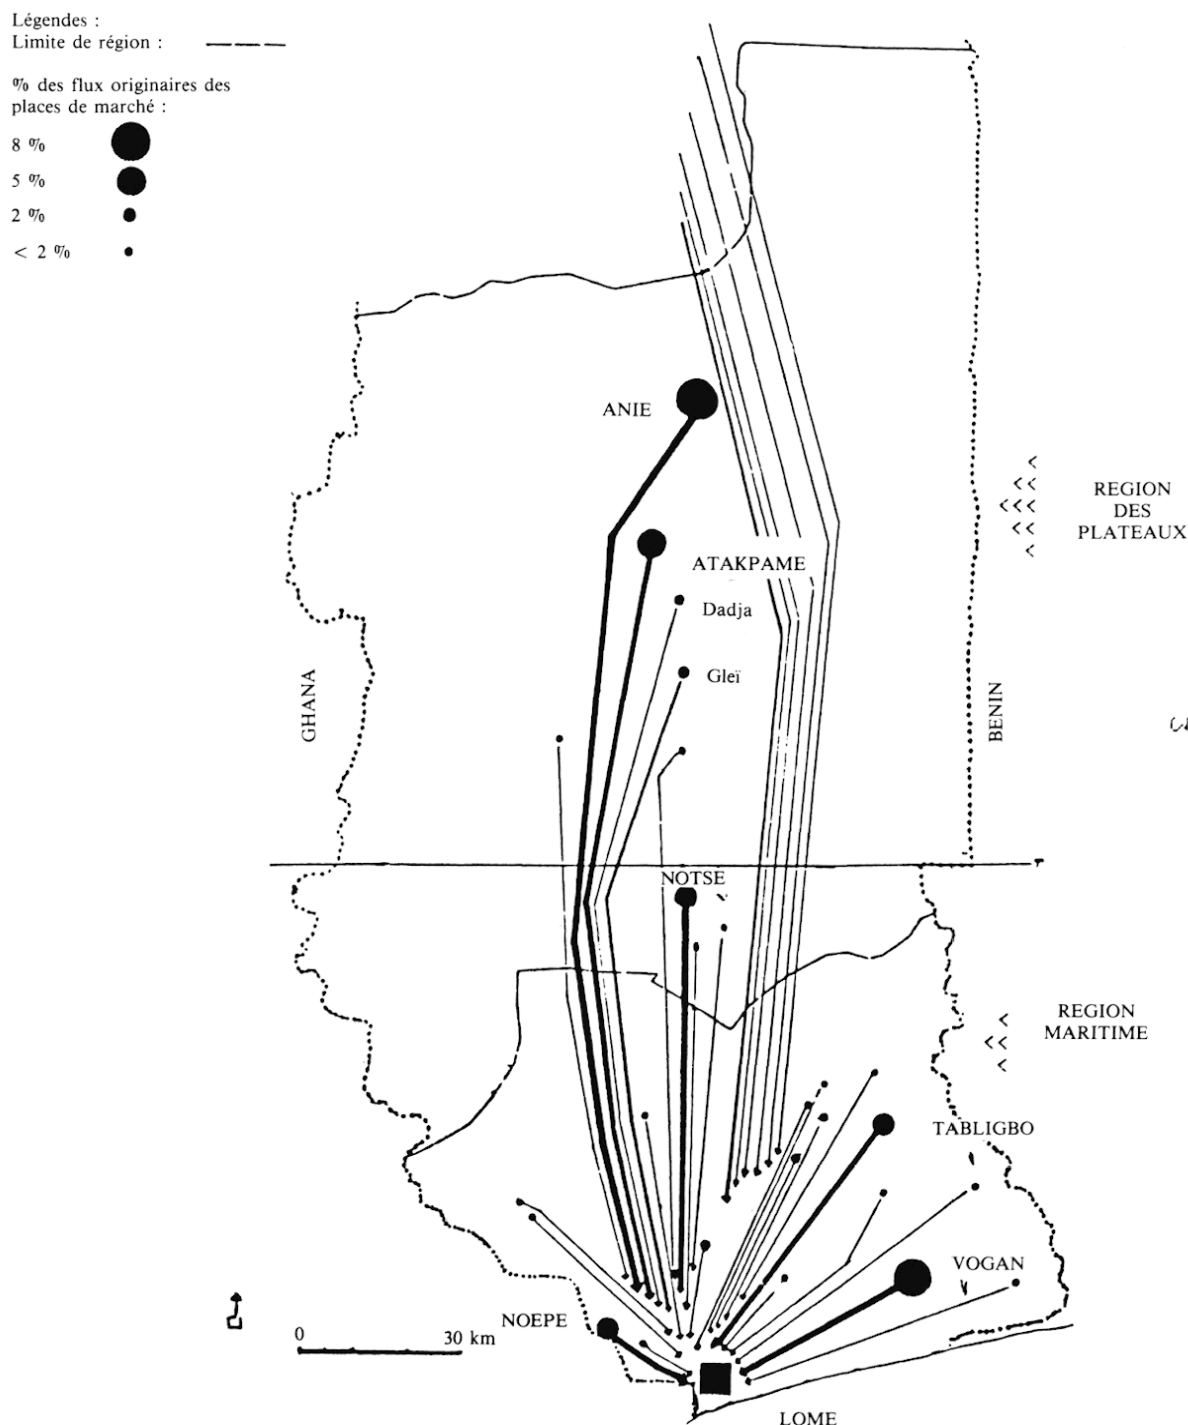 Légendes :
Limite de région :
% des flux originaires des
places de marché :
8 %
5 %
2 %
< 2 %
ANIE
REGION
DES
PLATEAUX
ATAKPAME
Dadja
Gleï
GHANA
BENIN
NOTSE
REGION
MARITIME
TABLIGBO
VOGAN
NOEPE
0 30 km
LOME